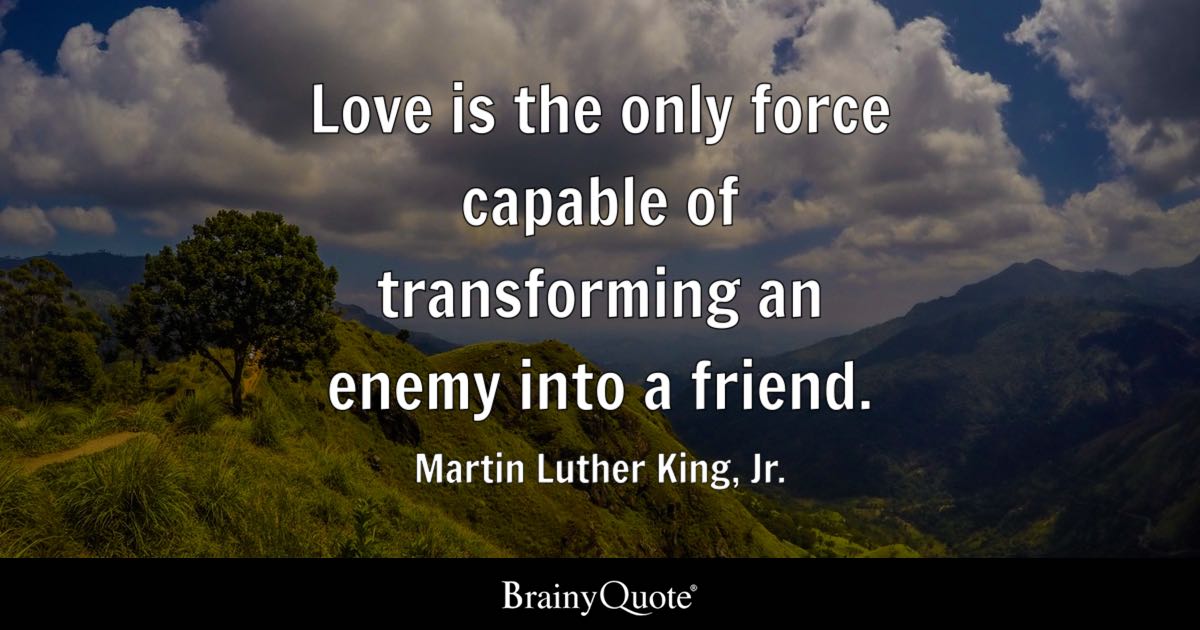 Love is the only force
capable of
transforming an
enemy into a friend.
Martin Luther King, Jr.
BrainyQuote®